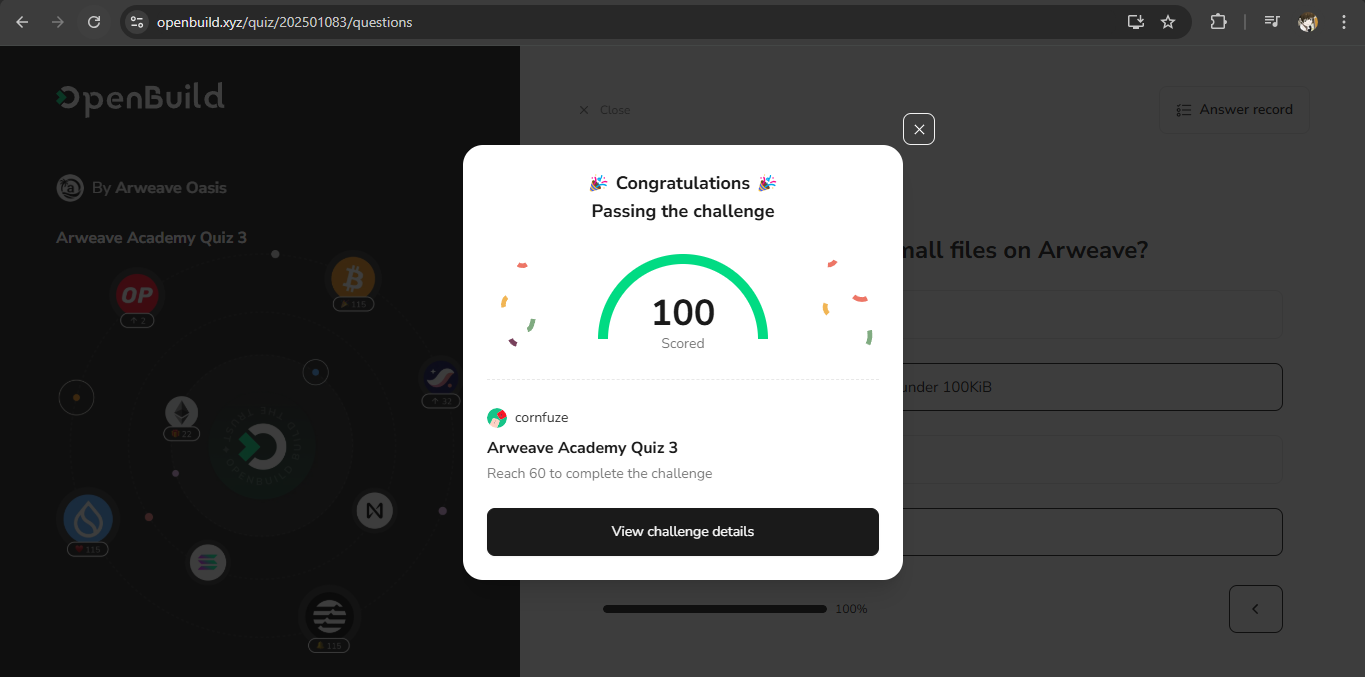 openbuild.xyz/quiz/202501083/questions
OpenBuild
Close
Answer record
By Arweave Oasis
Arweave Academy Quiz 3
mall files on Arweave?
OP
2
115
22
22
under 100KiB
115
115
100%
🎉 Congratulations 🎉
Passing the challenge
100
Scored
cornfuze
Arweave Academy Quiz 3
Reach 60 to complete the challenge
View challenge details